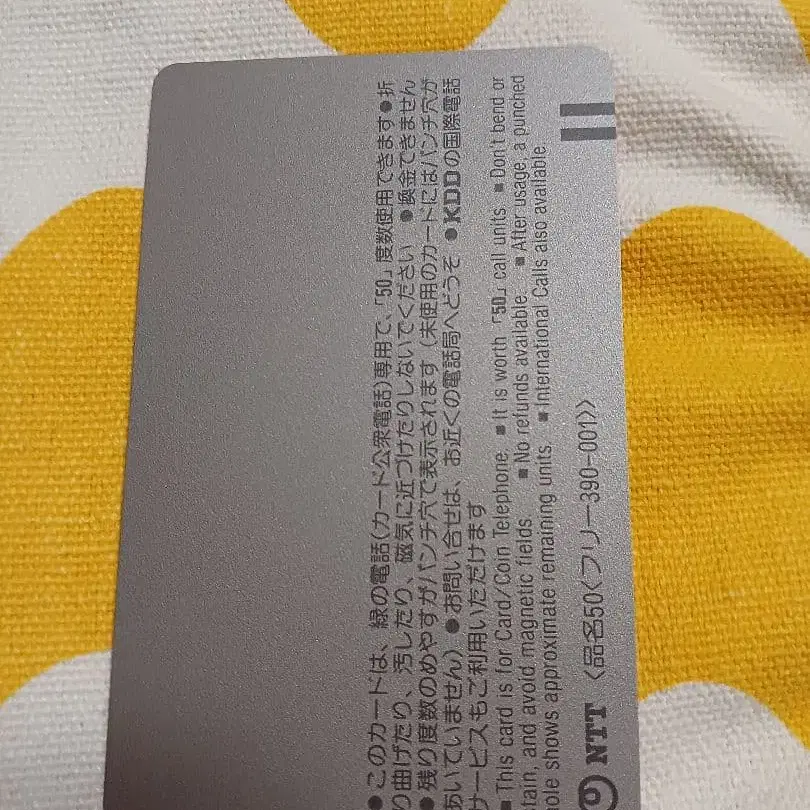 ●このカードは、緑の電話(カード公衆電話)専用で、「50」度数使用できます●折
り曲げたり、汚したり、磁気に近づけたりしないでください ●換金できません
●残り度数のめやすがパンチ穴で表示されます(未使用のカードにはパンチ穴が
あいていません)●お問い合せは、お近くの電話局へどうぞ ●KDDの国際電話
サービスもご利用いただけます
■This card is for Card/Coin Telephone. ■It is worth「50」call units ■Don't bend or
tain, and avoid magnetic fields. ■No refunds available. ■After usage, a punched
ole shows approximate remaining units. ■International Calls also available.
NTT 〈品名50〈フリー390-001〉〉